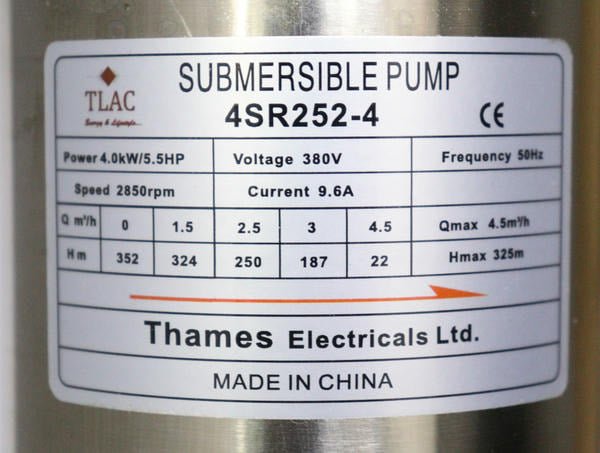 SUBMERSIBLE PUMP
TLAC
Energy & Lifestyle...
4SR252-4
CE
Power 4.0kW/5.5HP Voltage 380V Frequency 50Hz
Speed 2850rpm Current 9.6A
Q m³/h 0 1.5 2.5 3 4.5 Qmax 4.5m³/h
H m 352 324 250 187 22 Hmax 325m
Thames Electricals Ltd.
MADE IN CHINA